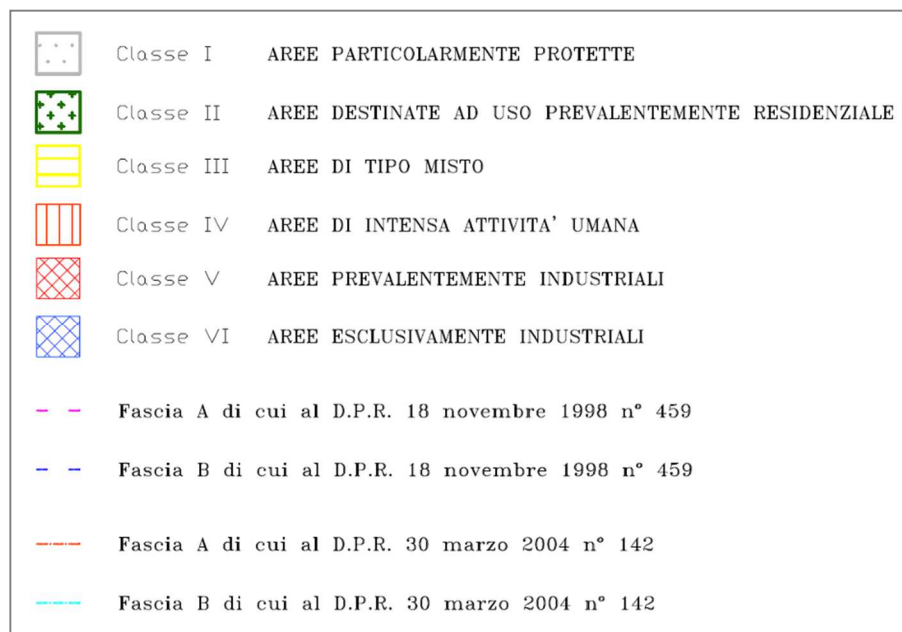 Classe I AREE PARTICOLARMENTE PROTETTE
Classe II AREE DESTINATE AD USO PREVALENTEMENTE RESIDENZIALE
Classe III AREE DI TIPO MISTO
Classe IV AREE DI INTENSA ATTIVITA' UMANA
Classe V AREE PREVALENTEMENTE INDUSTRIALI
Classe VI AREE ESCLUSIVAMENTE INDUSTRIALI
Fascia A di cui al D.P.R. 18 novembre 1998 n° 459
Fascia B di cui al D.P.R. 18 novembre 1998 n° 459
Fascia A di cui al D.P.R. 30 marzo 2004 n° 142
Fascia B di cui al D.P.R. 30 marzo 2004 n° 142